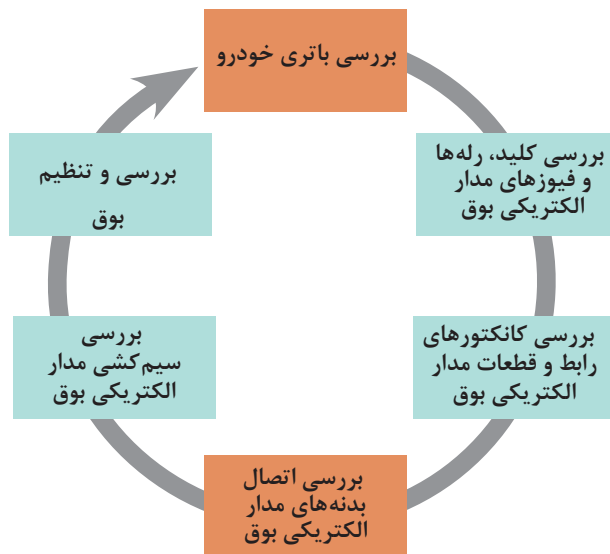 بررسی باتری خودرو
بررسی کلید، رله‌ها
و فیوزهای مدار
الکتریکی بوق
بررسی کانکتورهای
رابط و قطعات مدار
الکتریکی بوق
بررسی اتصال
بدنه‌های مدار
الکتریکی بوق
بررسی
سیم‌کشی مدار
الکتریکی بوق
بررسی و تنظیم
بوق